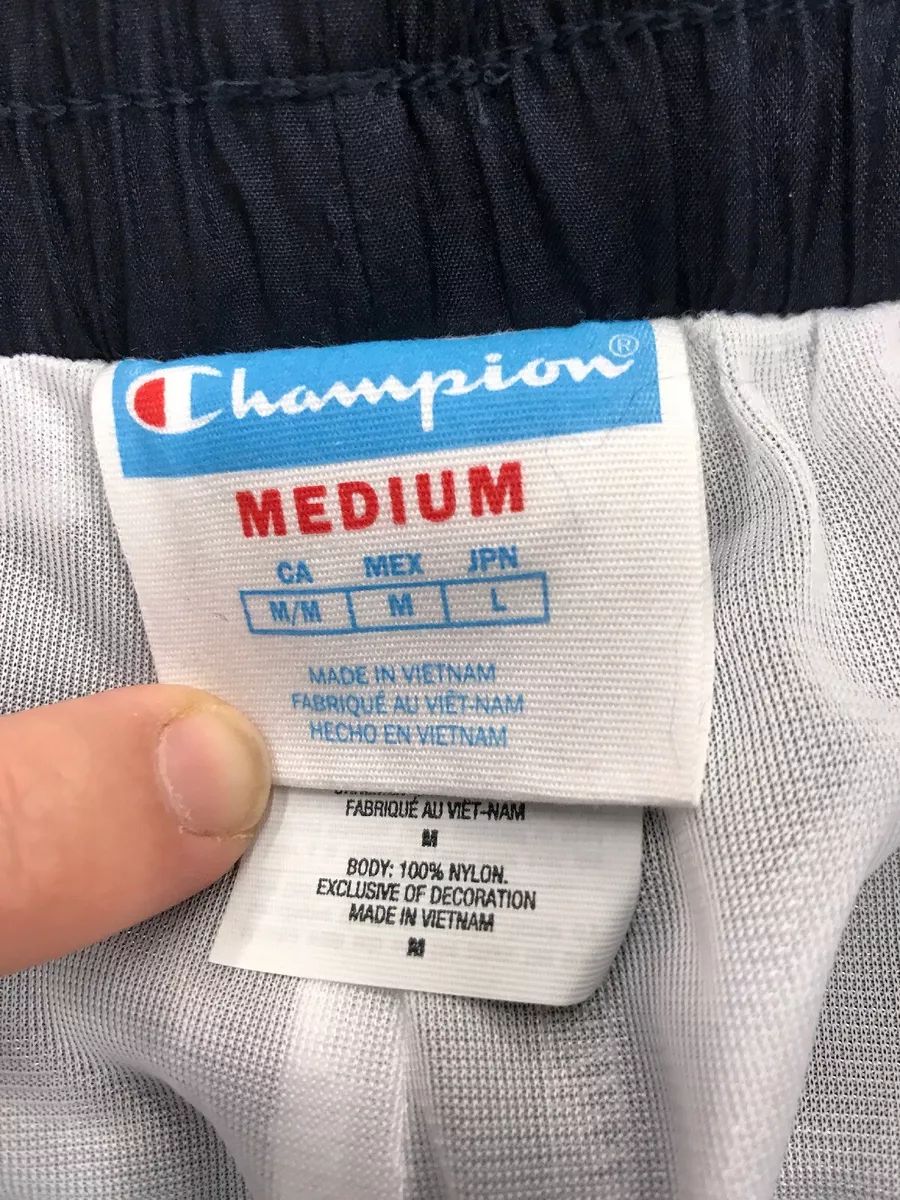 Champion®
MEDIUM
CA MEX JPN
M/M M L
MADE IN VIETNAM
FABRIQUÉ AU VIÊT-NAM
HECHO EN VIETNAM
FABRIQUÉ AU VIÊT-NAM
M
BODY: 100% NYLON.
EXCLUSIVE OF DECORATION
MADE IN VIETNAM
M